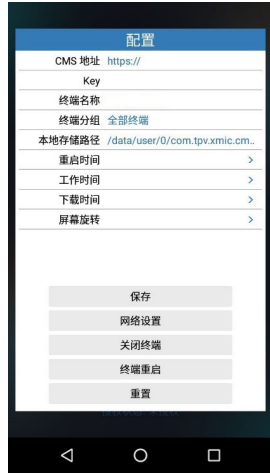 配置
CMS 地址 https://
Key
终端名称
终端分组 全部终端
本地存储路径 /data/user/0/com.tpv.xmic.cm..
重启时间 >
工作时间 >
下载时间 >
屏幕旋转 >
保存
网络设置
关闭终端
终端重启
重置